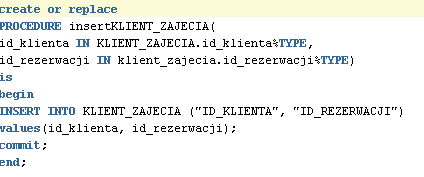 create or replace
PROCEDURE insertKLIENT_ZAJECIA(
id_klienta IN KLIENT_ZAJECIA.id_klienta%TYPE,
id_rezerwacji IN klient_zajecia.id_rezerwacji%TYPE)
is
begin
INSERT INTO KLIENT_ZAJECIA ("ID_KLIENTA", "ID_REZERWACJI")
values(id_klienta, id_rezerwacji);
commit;
end;